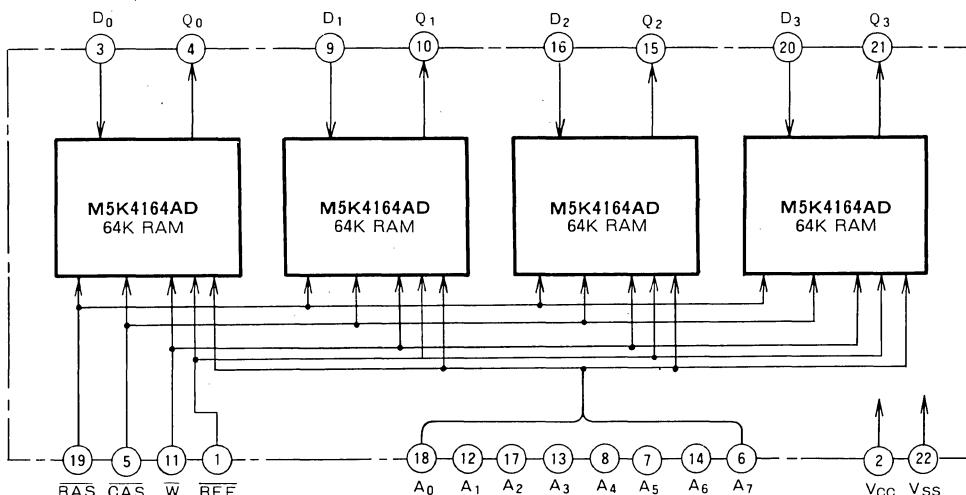 D0 Q0 D1 Q1 D2 Q2 D3 Q3
3 4 9 10 16 15 20 21
M5K4164AD M5K4164AD M5K4164AD M5K4164AD
64K RAM 64K RAM 64K RAM 64K RAM
19 5 11 1 18 12 17 13 8 7 14 6 2 22
RAS CAS W REF A0 A1 A2 A3 A4 A5 A6 A7 VCC VSS